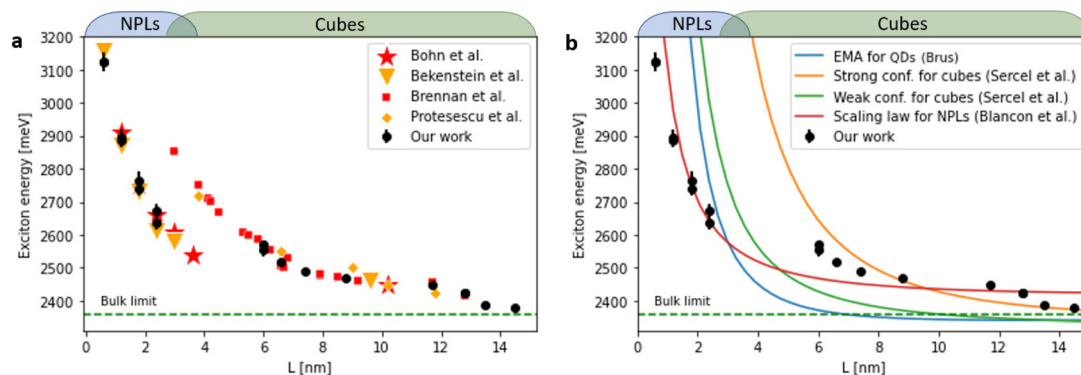 NPLs Cubes
a
3200
3000
2900
2800
2700
2600
2500
2400
Exciton energy [meV]
Bohn et al.
Bekenstein et al.
Brennan et al.
Protesescu et al.
Our work
Bulk limit
0 2 4 6 8 10 12 14
L [nm]
NPLs Cubes
b
3200
3000
2900
2800
2700
2600
2500
2400
Exciton energy [meV]
EMA for QDs (Brus)
Strong conf. for cubes (Sercel et al.)
Weak conf. for cubes (Sercel et al.)
Scaling law for NPLs (Blancon et al.)
Our work
Bulk limit
0 2 4 6 8 10 12 14
L [nm]